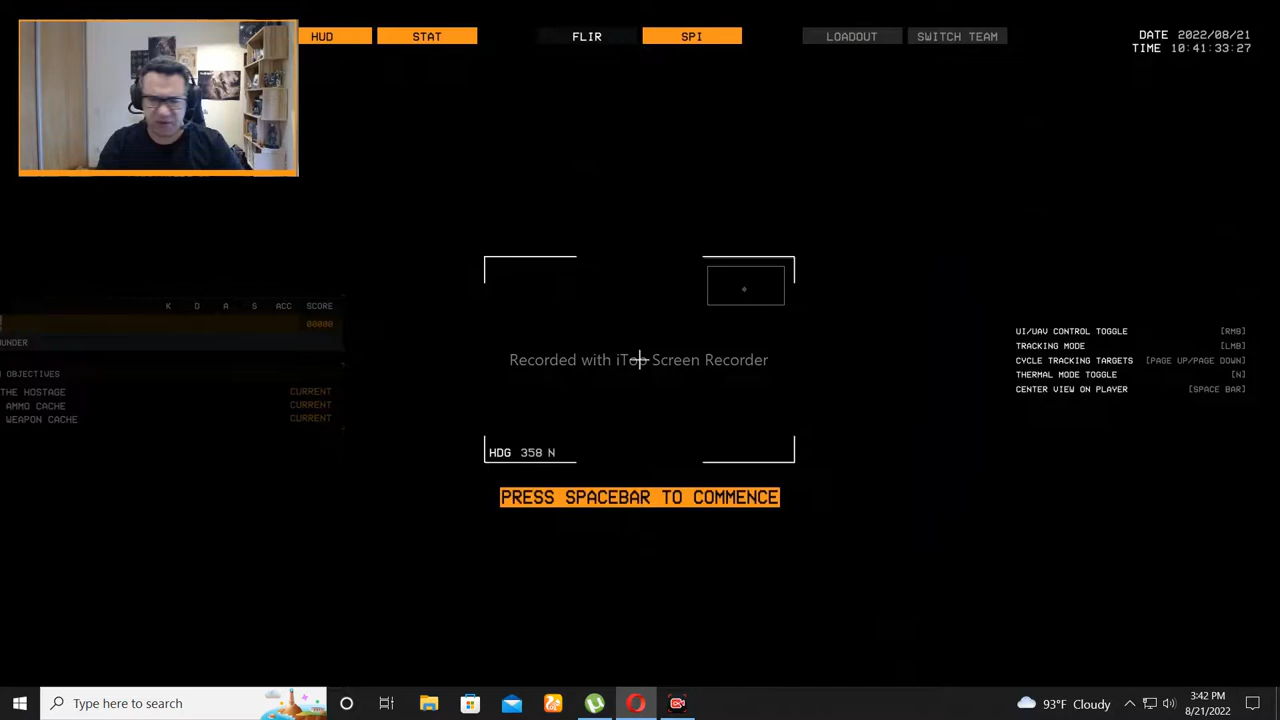 HUD STAT FLIR SPI LOADOUT SWITCH TEAM
DATE 2022/08/21
TIME 10:41:33:27
K D A S ACC SCORE
00000
UNDER
OBJECTIVES
THE HOSTAGE CURRENT
AMMO CACHE CURRENT
WEAPON CACHE CURRENT
Recorded with iTop Screen Recorder
HDG 358 N
PRESS SPACEBAR TO COMMENCE
UI/UAV CONTROL TOGGLE [RMB]
TRACKING MODE [LMB]
CYCLE TRACKING TARGETS [PAGE UP/PAGE DOWN]
THERMAL MODE TOGGLE [N]
CENTER VIEW ON PLAYER [SPACE BAR]
Type here to search
93°F Cloudy
3:42 PM
8/21/2022